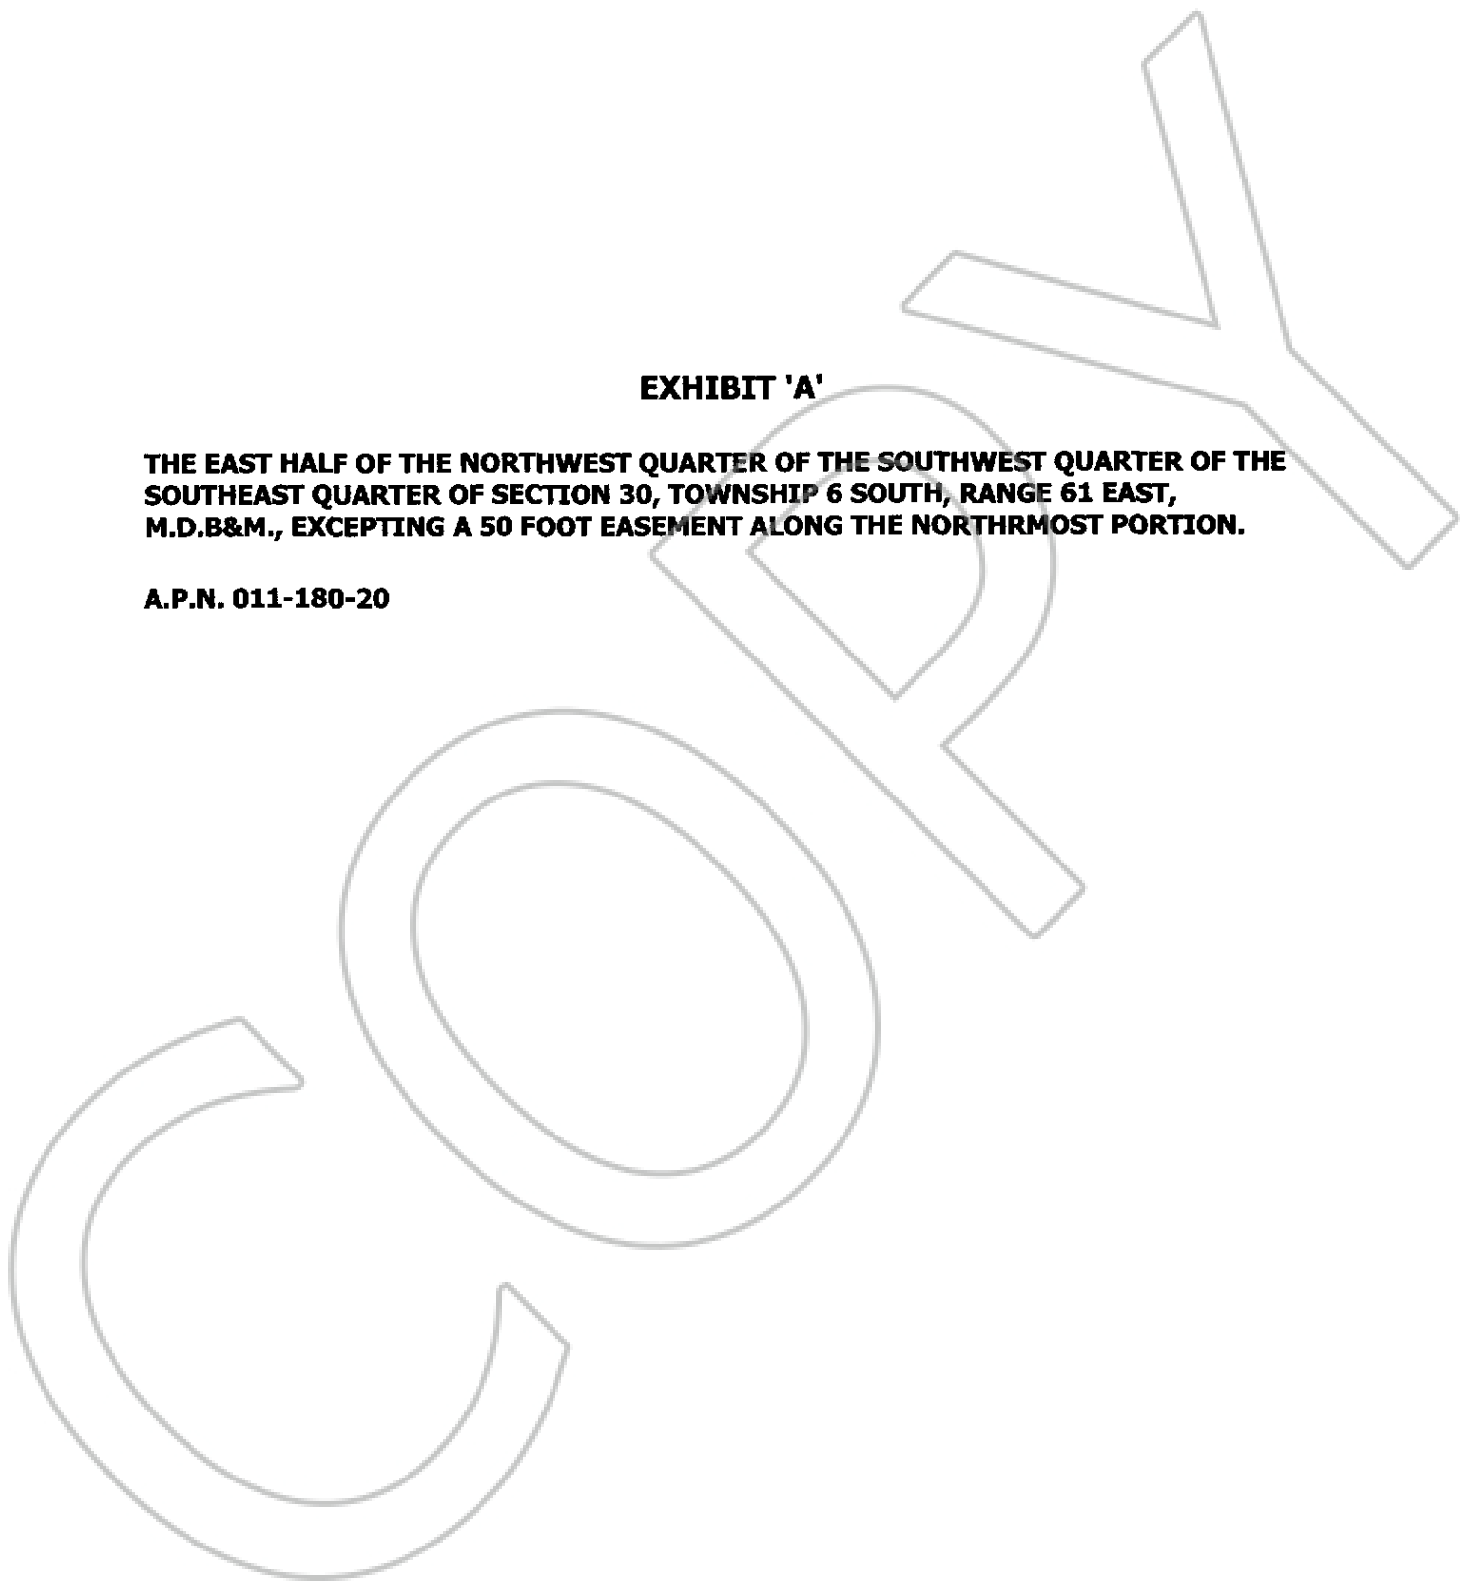 EXHIBIT 'A'
THE EAST HALF OF THE NORTHWEST QUARTER OF THE SOUTHWEST QUARTER OF THE
SOUTHEAST QUARTER OF SECTION 30, TOWNSHIP 6 SOUTH, RANGE 61 EAST,
M.D.B&M., EXCEPTING A 50 FOOT EASEMENT ALONG THE NORTHRMOST PORTION.
A.P.N. 011-180-20
COPY